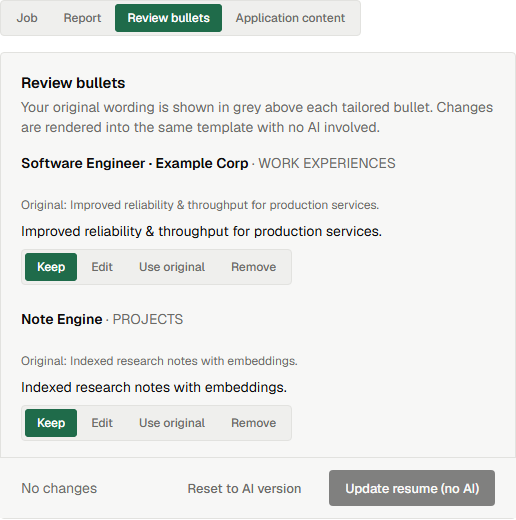 Job Report Review bullets Application content
Review bullets
Your original wording is shown in grey above each tailored bullet. Changes
are rendered into the same template with no AI involved.
Software Engineer · Example Corp · WORK EXPERIENCES
Original: Improved reliability & throughput for production services.
Improved reliability & throughput for production services.
Keep Edit Use original Remove
Note Engine · PROJECTS
Original: Indexed research notes with embeddings.
Indexed research notes with embeddings.
Keep Edit Use original Remove
No changes Reset to AI version Update resume (no AI)